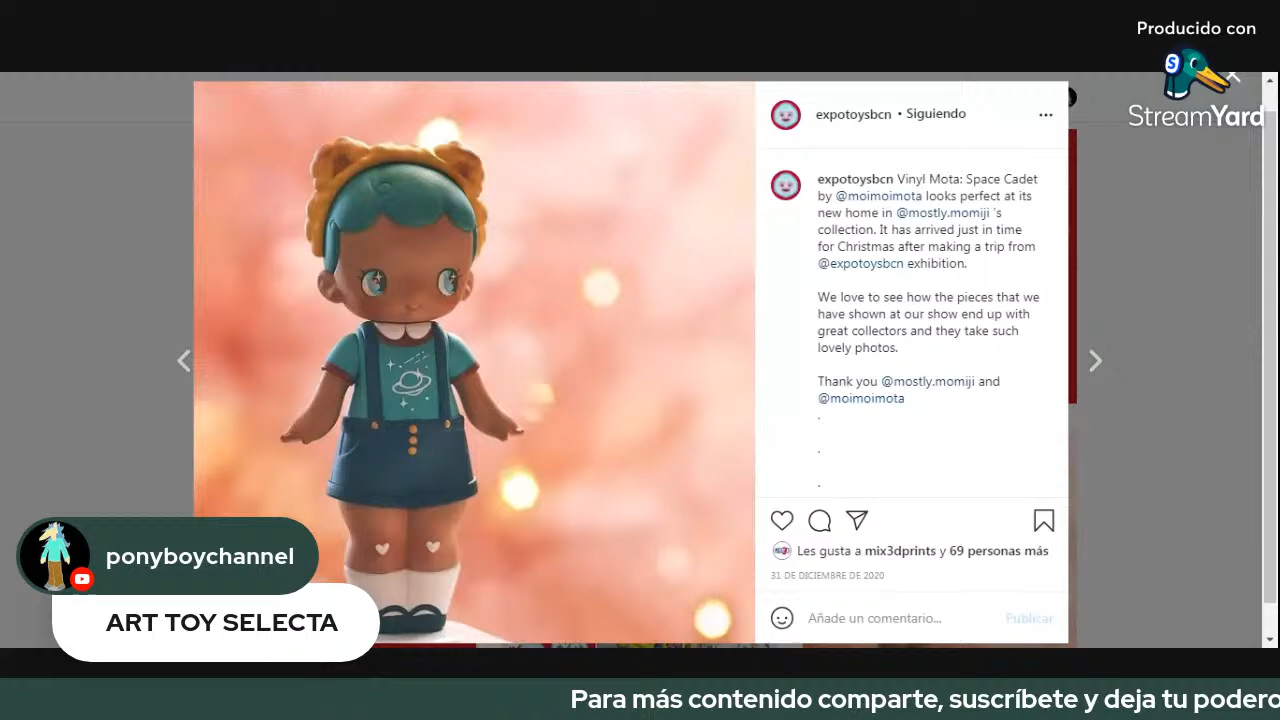 Producido con
StreamYard
expotoysbcn • Siguiendo
expotoysbcn Vinyl Mota: Space Cadet
by @moimoimota looks perfect at its
new home in @mostly.momiji 's
collection. It has arrived just in time
for Christmas after making a trip from
@expotoysbcn exhibition.
We love to see how the pieces that we
have shown at our show end up with
great collectors and they take such
lovely photos.
Thank you @mostly.momiji and
@moimoimota
.
.
.
Les gusta a mix3dprints y 69 personas más
31 DE DICIEMBRE DE 2020
Añade un comentario...
Publicar
ponyboychannel
ART TOY SELECTA
Para más contenido comparte, suscríbete y deja tu podero